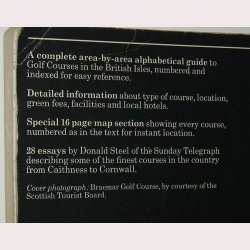 A complete area-by-area alphabetical guide to
Golf Courses in the British Isles, numbered and
indexed for easy reference.
Detailed information about type of course, location,
green fees, facilities and local hotels.
Special 16 page map section showing every course,
numbered as in the text for instant location.
28 essays by Donald Steel of the Sunday Telegraph
describing some of the finest courses in the country
from Caithness to Cornwall.
Cover photograph: Braemar Golf Course, by courtesy of the
Scottish Tourist Board.